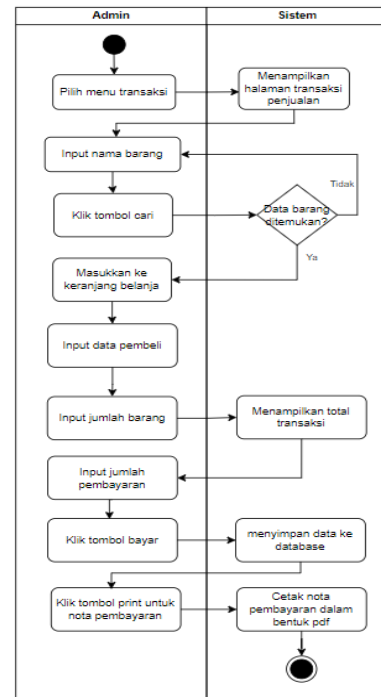 Admin
Sistem
Pilih menu transaksi
Menampilkan
halaman transaksi
penjualan
Input nama barang
Tidak
Klik tombol cari
Data barang
ditemukan?
Ya
Masukkan ke
keranjang belanja
Input data pembeli
Input jumlah barang
Menampilkan total
transaksi
Input jumlah
pembayaran
Klik tombol bayar
menyimpan data ke
database
Klik tombol print untuk
nota pembayaran
Cetak nota
pembayaran dalam
bentuk pdf